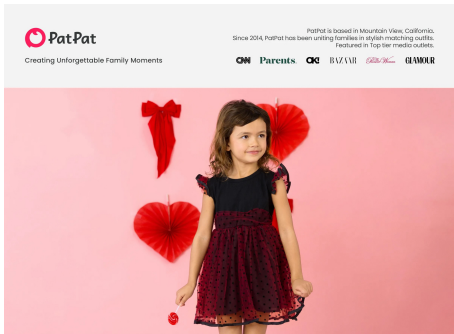 PatPat
Creating Unforgettable Family Moments
PatPat is based in Mountain View, California.
Since 2014, PatPat has been uniting families in stylish matching outfits.
Featured in Top tier media outlets.
CNN Parents. OK! BAZAAR GLAMOUR